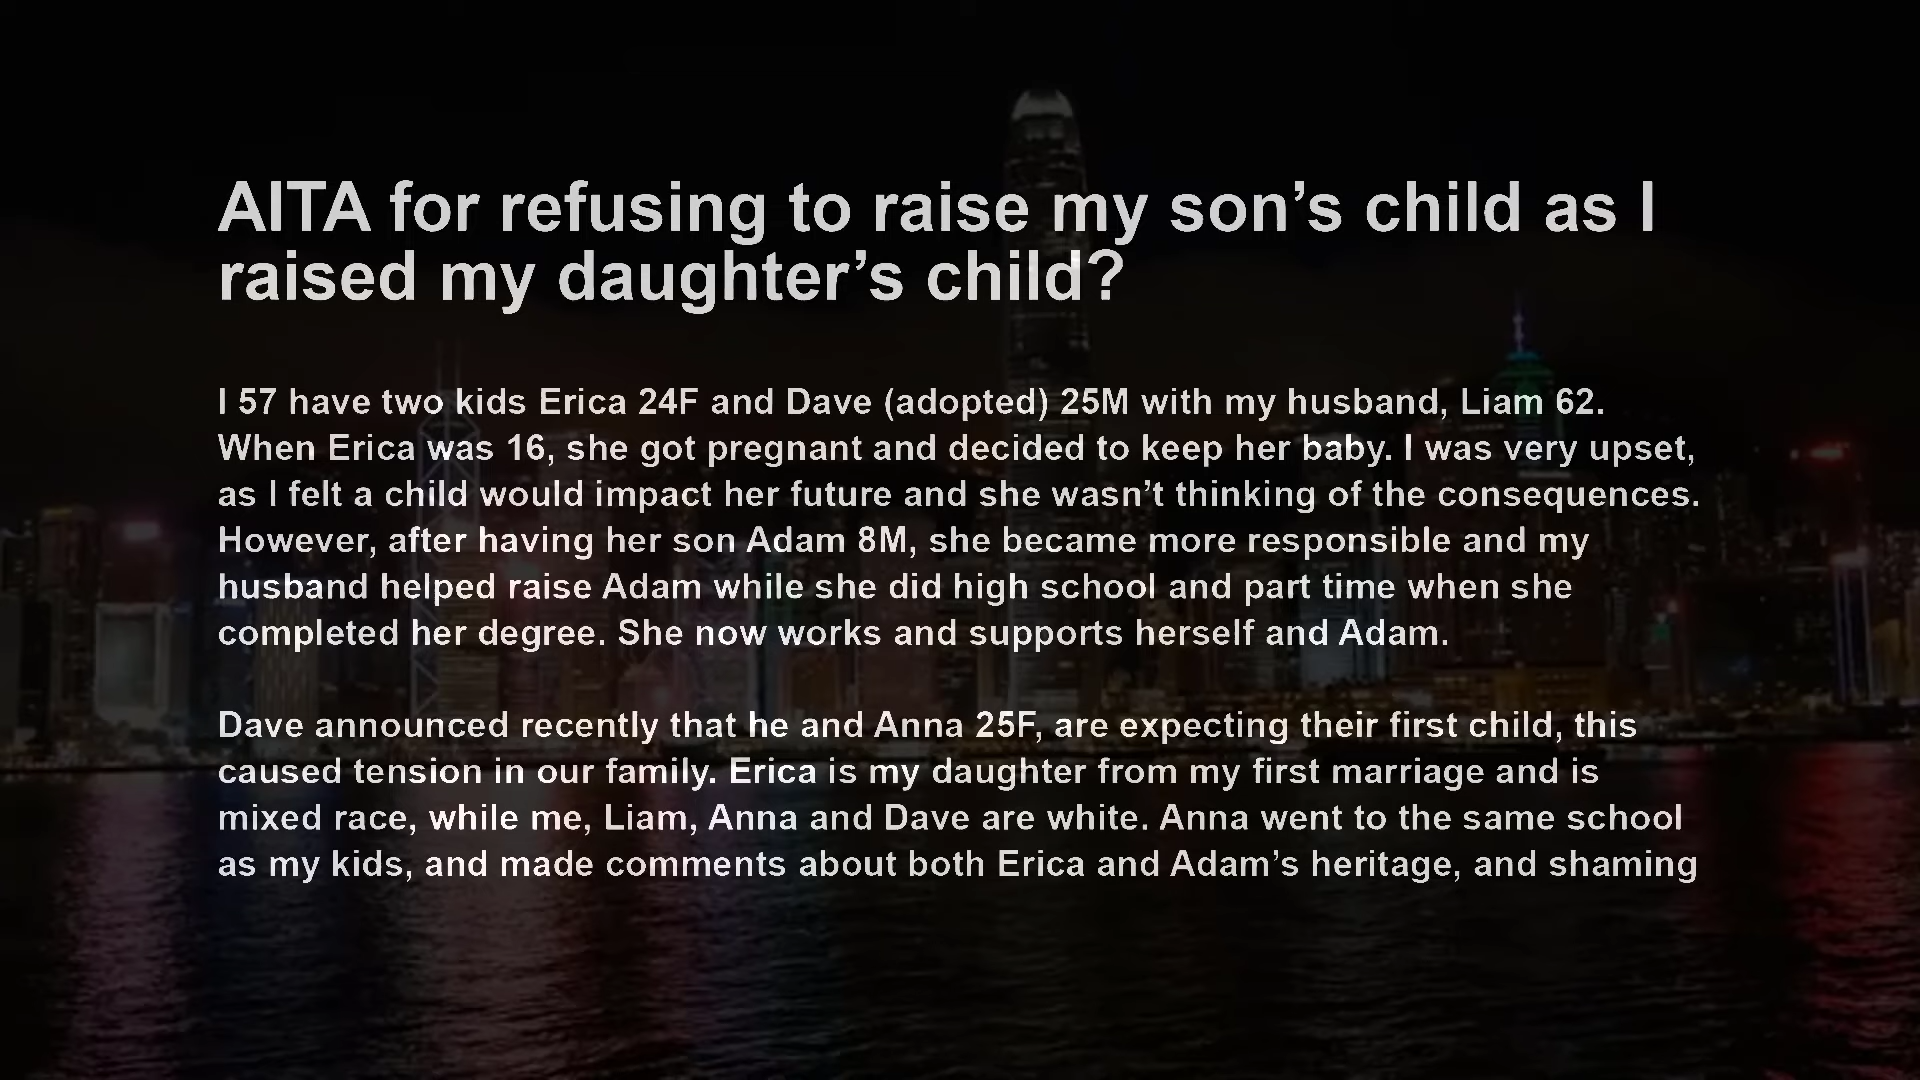 AITA for refusing to raise my son’s child as I
raised my daughter’s child?
I 57 have two kids Erica 24F and Dave (adopted) 25M with my husband, Liam 62.
When Erica was 16, she got pregnant and decided to keep her baby. I was very upset,
as I felt a child would impact her future and she wasn’t thinking of the consequences.
However, after having her son Adam 8M, she became more responsible and my
husband helped raise Adam while she did high school and part time when she
completed her degree. She now works and supports herself and Adam.
Dave announced recently that he and Anna 25F, are expecting their first child, this
caused tension in our family. Erica is my daughter from my first marriage and is
mixed race, while me, Liam, Anna and Dave are white. Anna went to the same school
as my kids, and made comments about both Erica and Adam’s heritage, and shaming